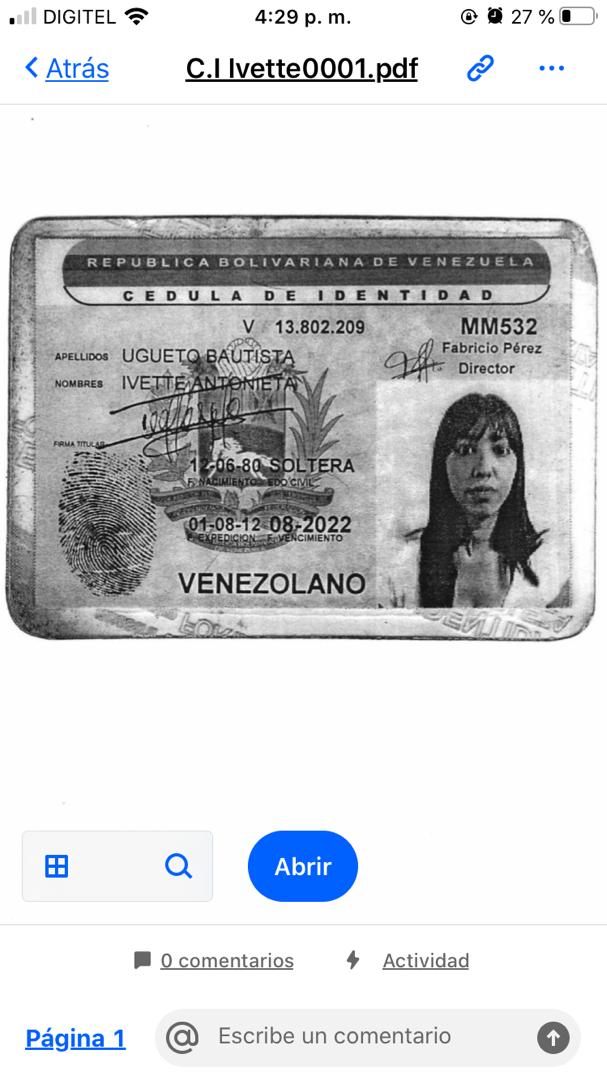 DIGITEL 4:29 p. m. 27 %
Atrás C.I Ivette0001.pdf
REPUBLICA BOLIVARIANA DE VENEZUELA
CEDULA DE IDENTIDAD
V 13.802.209 MM532
Fabricio Pérez
Director
APELLIDOS UGUETO BAUTISTA
NOMBRES IVETTE ANTONIETA
FIRMA TITULAR
12-06-80 SOLTERA
F. NACIMIENTO EDO CIVIL
01-08-12 08-2022
F. EXPEDICION F. VENCIMIENTO
VENEZOLANO
Abrir
0 comentarios Actividad
Página 1 @ Escribe un comentario